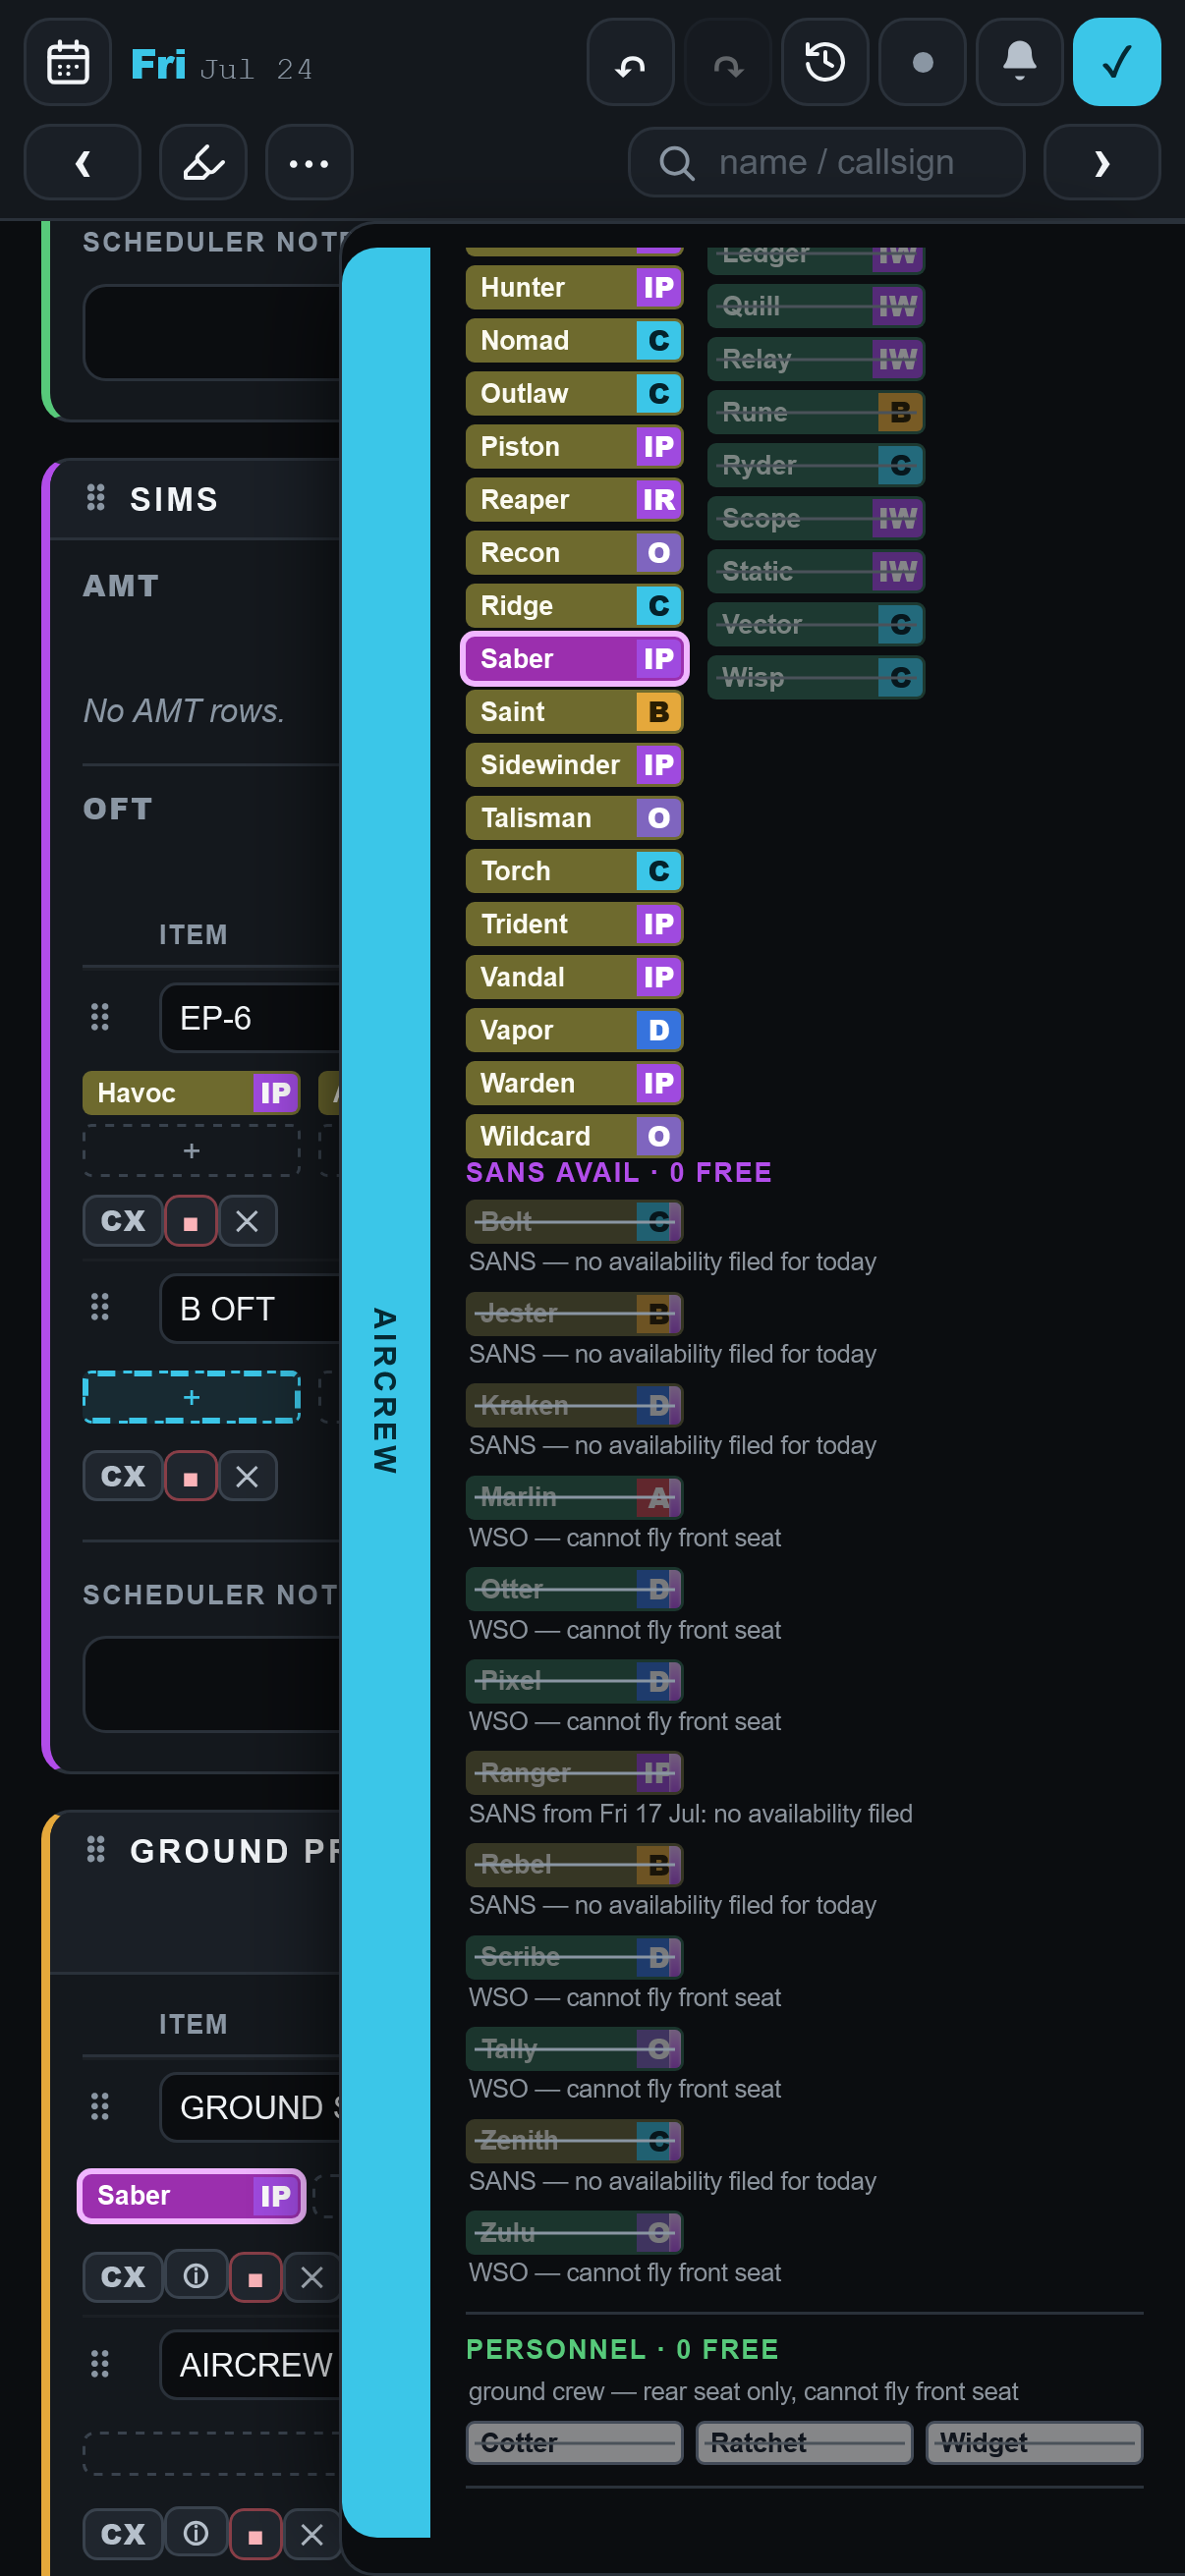 Fri Jul 24
name / callsign
SCHEDULER NOTE
SIMS
AMT
No AMT rows.
OFT
ITEM
EP-6
Havoc IP
+
CX
B OFT
+
CX
SCHEDULER NOT
GROUND PR
ITEM
GROUND S
Saber IP
CX
AIRCREW
CX
AIRCREW
Hunter IP
Nomad C
Outlaw C
Piston IP
Reaper IR
Recon O
Ridge C
Saber IP
Saint B
Sidewinder IP
Talisman O
Torch C
Trident IP
Vandal IP
Vapor D
Warden IP
Wildcard O
Ledger IW
Quill IW
Relay IW
Rune B
Ryder C
Scope IW
Static IW
Vector C
Wisp C
SANS AVAIL · 0 FREE
Bolt C
SANS — no availability filed for today
Jester B
SANS — no availability filed for today
Kraken D
SANS — no availability filed for today
Marlin A
WSO — cannot fly front seat
Otter D
WSO — cannot fly front seat
Pixel D
WSO — cannot fly front seat
Ranger IP
SANS from Fri 17 Jul: no availability filed
Rebel B
SANS — no availability filed for today
Scribe D
WSO — cannot fly front seat
Tally O
WSO — cannot fly front seat
Zenith C
SANS — no availability filed for today
Zulu O
WSO — cannot fly front seat
PERSONNEL · 0 FREE
ground crew — rear seat only, cannot fly front seat
Cotter Ratchet Widget